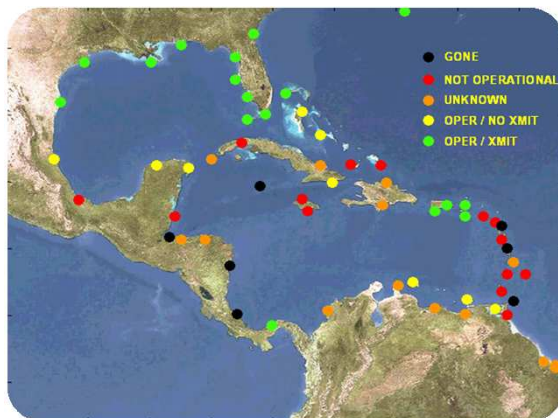 GONE
NOT OPERATIONAL
UNKNOWN
OPER / NO XMIT
OPER / XMIT